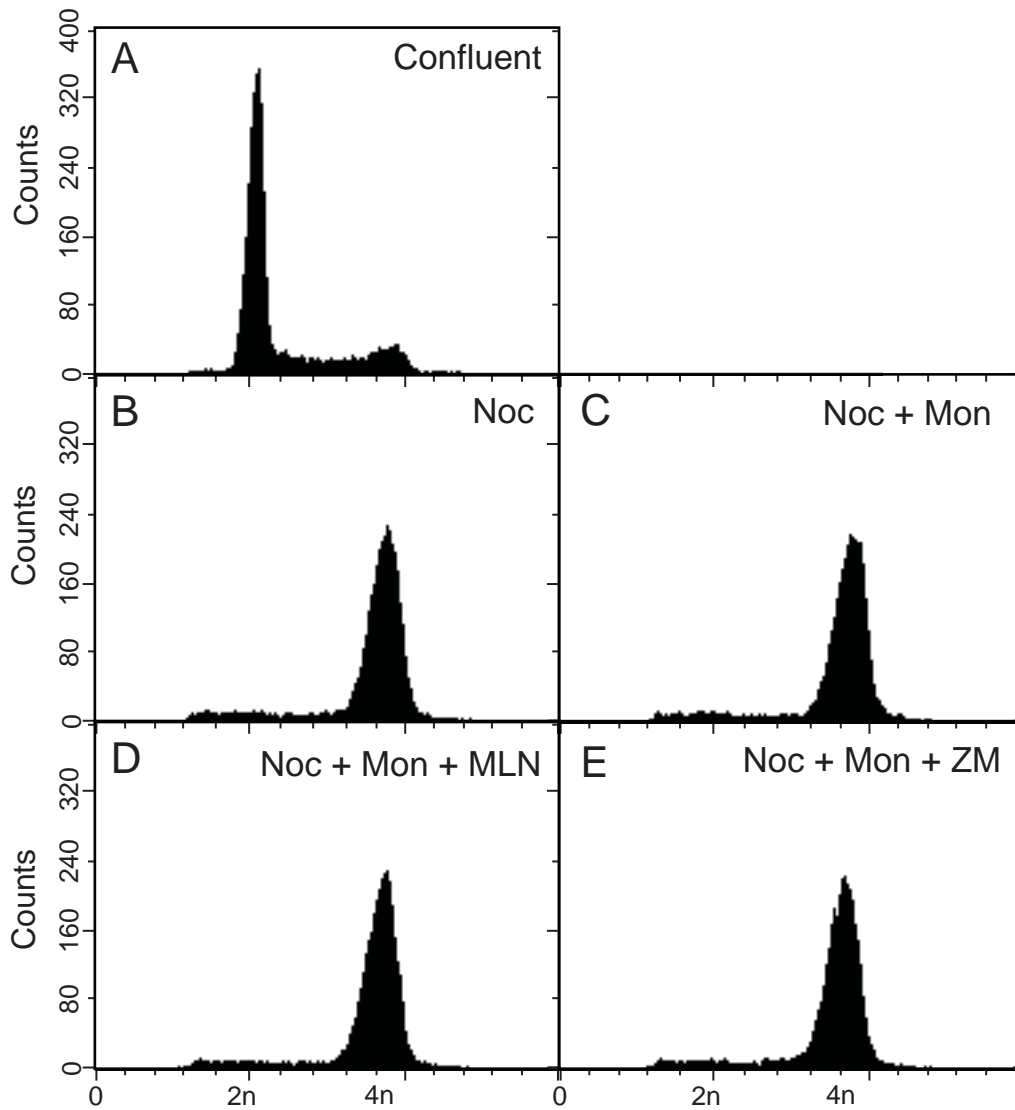 A Confluent
Counts
400
320
240
160
80
0
B Noc
C Noc + Mon
Counts
320
240
160
80
0
D Noc + Mon + MLN
E Noc + Mon + ZM
Counts
320
240
160
80
0
0 2n 4n 0 2n 4n